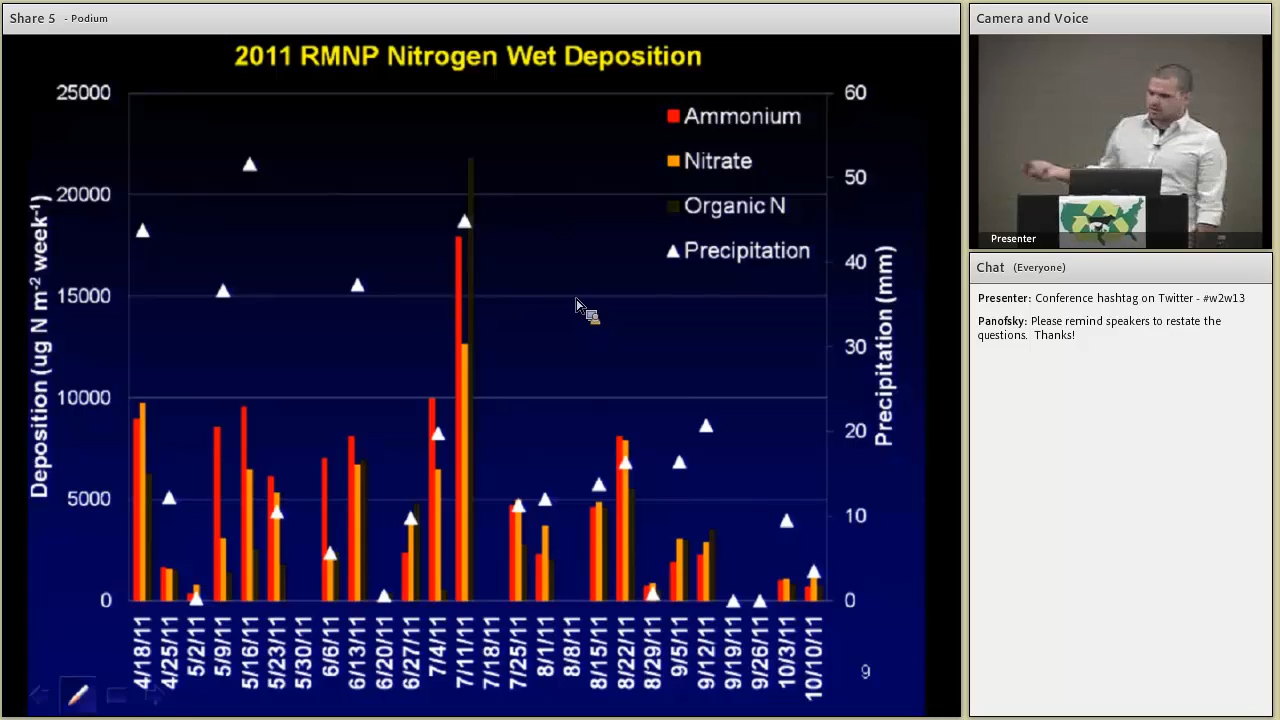 Share 5 - Podium
2011 RMNP Nitrogen Wet Deposition
25000
20000
15000
10000
5000
0
Deposition (ug N m-2 week-1)
60
50
40
30
20
10
0
Precipitation (mm)
Ammonium
Nitrate
Organic N
Precipitation
4/18/11
4/25/11
5/2/11
5/9/11
5/16/11
5/23/11
5/30/11
6/6/11
6/13/11
6/20/11
6/27/11
7/4/11
7/11/11
7/18/11
7/25/11
8/1/11
8/8/11
8/15/11
8/22/11
8/29/11
9/5/11
9/12/11
9/19/11
9/26/11
10/3/11
10/10/11
9
Camera and Voice
Presenter
Chat (Everyone)
Presenter: Conference hashtag on Twitter - #w2w13
Panofsky: Please remind speakers to restate the
questions. Thanks!